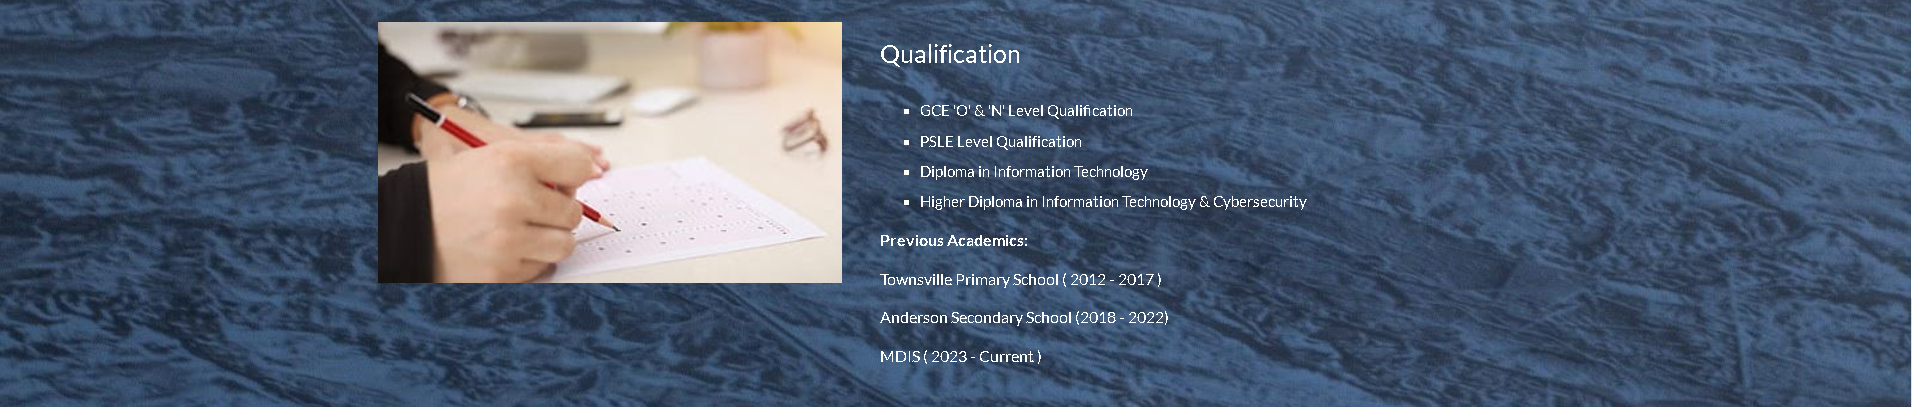 Qualification
GCE 'O' & 'N' Level Qualification
PSLE Level Qualification
Diploma in Information Technology
Higher Diploma in Information Technology & Cybersecurity
Previous Academics:
Townsville Primary School ( 2012 - 2017 )
Anderson Secondary School (2018 - 2022)
MDIS ( 2023 - Current )